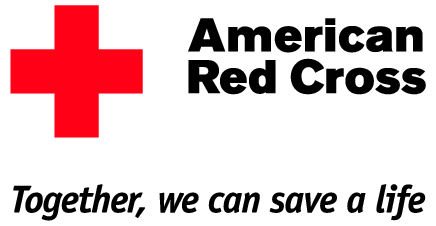 American
Red Cross
Together, we can save a life